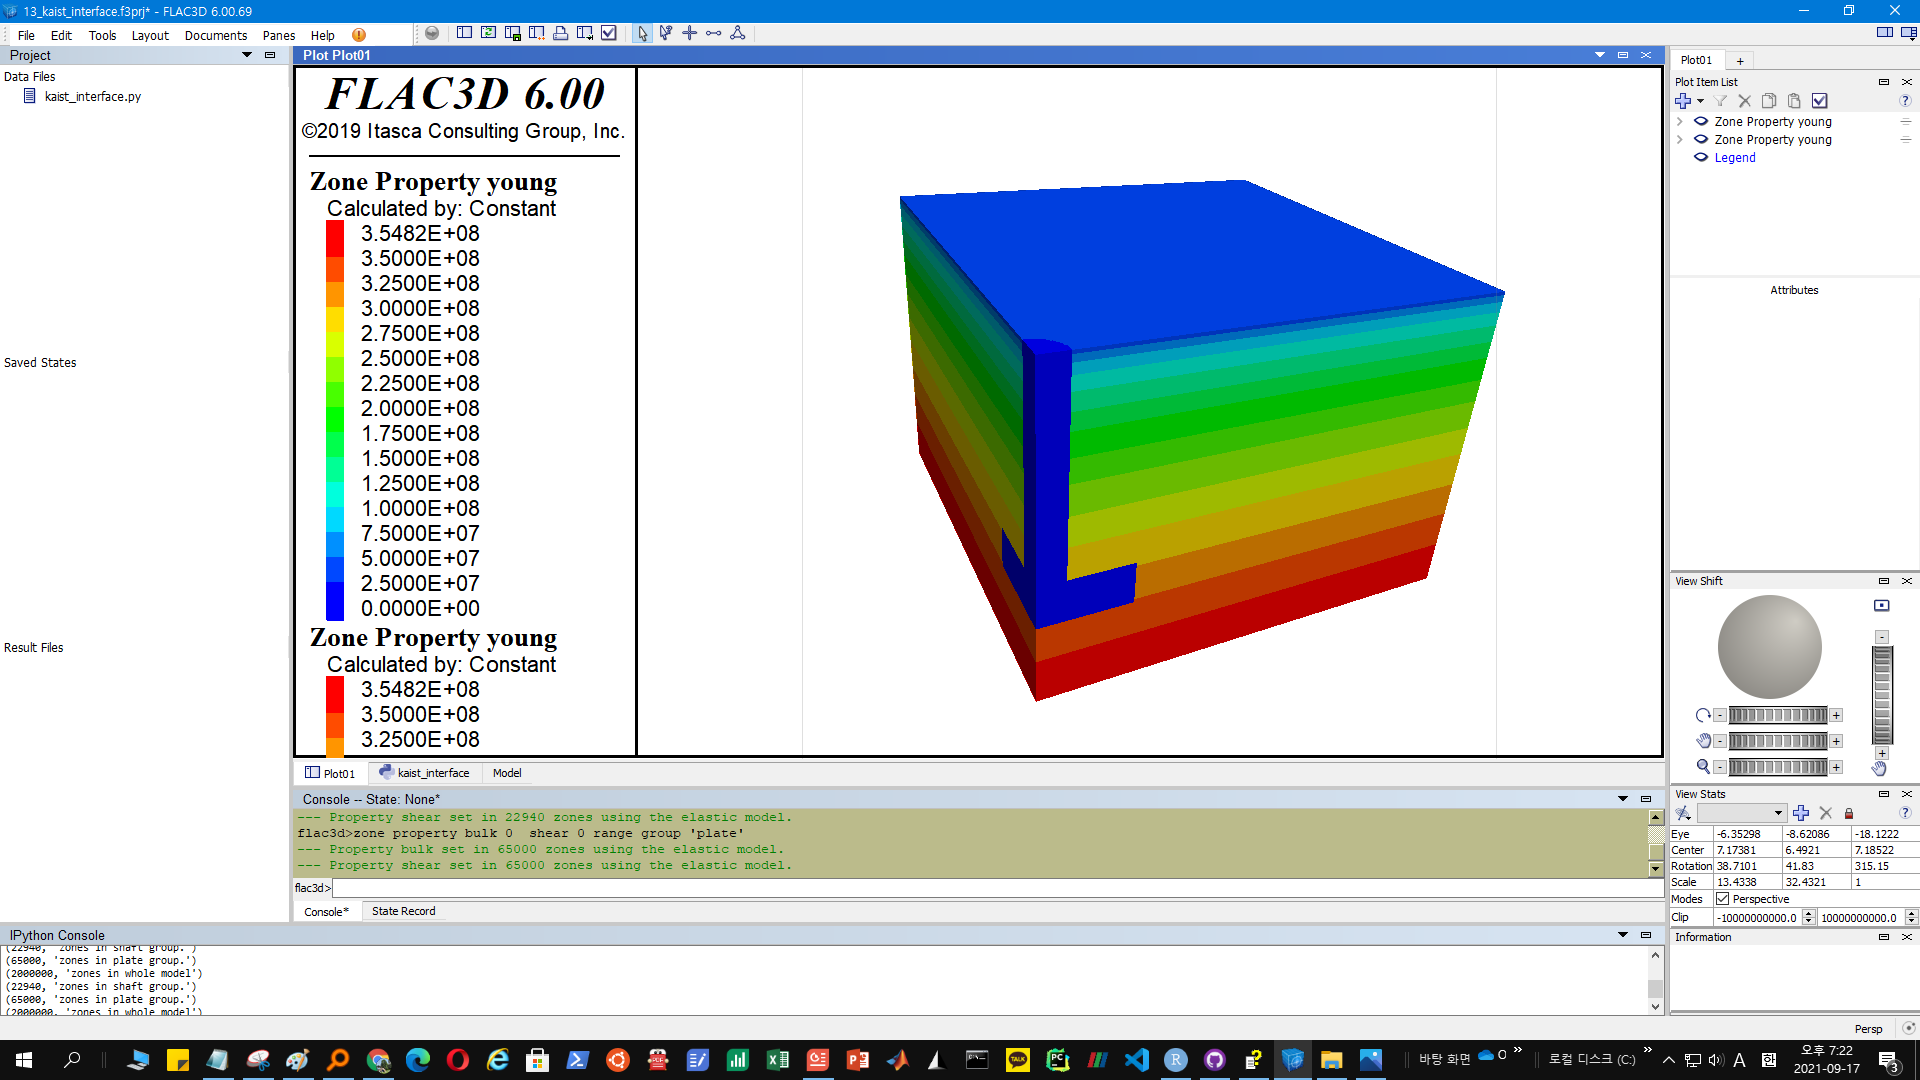 13_kaist_interface.f3prj* - FLAC3D 6.00.69
File Edit Tools Layout Documents Panes Help
Project
Data Files
kaist_interface.py
Saved States
Result Files
Plot Plot01
FLAC3D 6.00
©2019 Itasca Consulting Group, Inc.
Zone Property young
Calculated by: Constant
3.5482E+08
3.5000E+08
3.2500E+08
3.0000E+08
2.7500E+08
2.5000E+08
2.2500E+08
2.0000E+08
1.7500E+08
1.5000E+08
1.2500E+08
1.0000E+08
7.5000E+07
5.0000E+07
2.5000E+07
0.0000E+00
Zone Property young
Calculated by: Constant
3.5482E+08
3.5000E+08
3.2500E+08
Plot01 kaist_interface Model
Console -- State: None*
--- Property shear set in 22940 zones using the elastic model.
flac3d>zone property bulk 0  shear 0 range group 'plate'
--- Property bulk set in 65000 zones using the elastic model.
--- Property shear set in 65000 zones using the elastic model.
flac3d>
Console* State Record
IPython Console
(22940, 'zones in shaft group.')
(65000, 'zones in plate group.')
(2000000, 'zones in whole model')
(22940, 'zones in shaft group.')
(65000, 'zones in plate group.')
(2000000, 'zones in whole model')
Plot01 +
Plot Item List
Zone Property young
Zone Property young
Legend
Attributes
View Shift
View Stats
Eye -6.35298 -8.62086 -18.1222
Center 7.17381 6.4921 7.18522
Rotation 38.7101 41.83 315.15
Scale 13.4338 32.4321 1
Modes Perspective
Clip -10000000000.0 10000000000.0
Information
Persp
바탕 화면 O » 로컬 디스크 (C:) » A 한
오후 7:22
2021-09-17
3